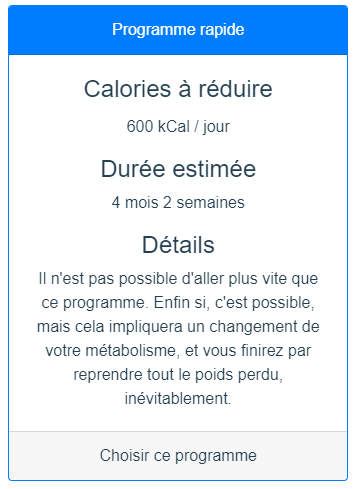 Programme rapide
Calories à réduire
600 kCal / jour
Durée estimée
4 mois 2 semaines
Détails
Il n'est pas possible d'aller plus vite que
ce programme. Enfin si, c'est possible,
mais cela impliquera un changement de
votre métabolisme, et vous finirez par
reprendre tout le poids perdu,
inévitablement.
Choisir ce programme